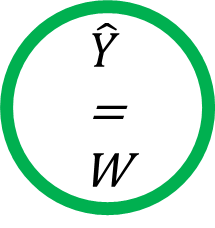 Ŷ
=
W